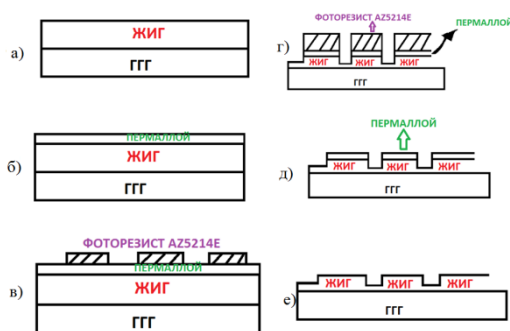 а)
ЖИГ
ГГГ
б)
ПЕРМАЛЛОЙ
ЖИГ
ГГГ
в)
ФОТОРЕЗИСТ AZ5214E
ПЕРМАЛЛОЙ
ЖИГ
ГГГ
г)
ФОТОРЕЗИСТ AZ5214E
ПЕРМАЛЛОЙ
ЖИГ ЖИГ ЖИГ
ГГГ
д)
ПЕРМАЛЛОЙ
ЖИГ ЖИГ ЖИГ
ГГГ
е)
ЖИГ ЖИГ ЖИГ
ГГГ